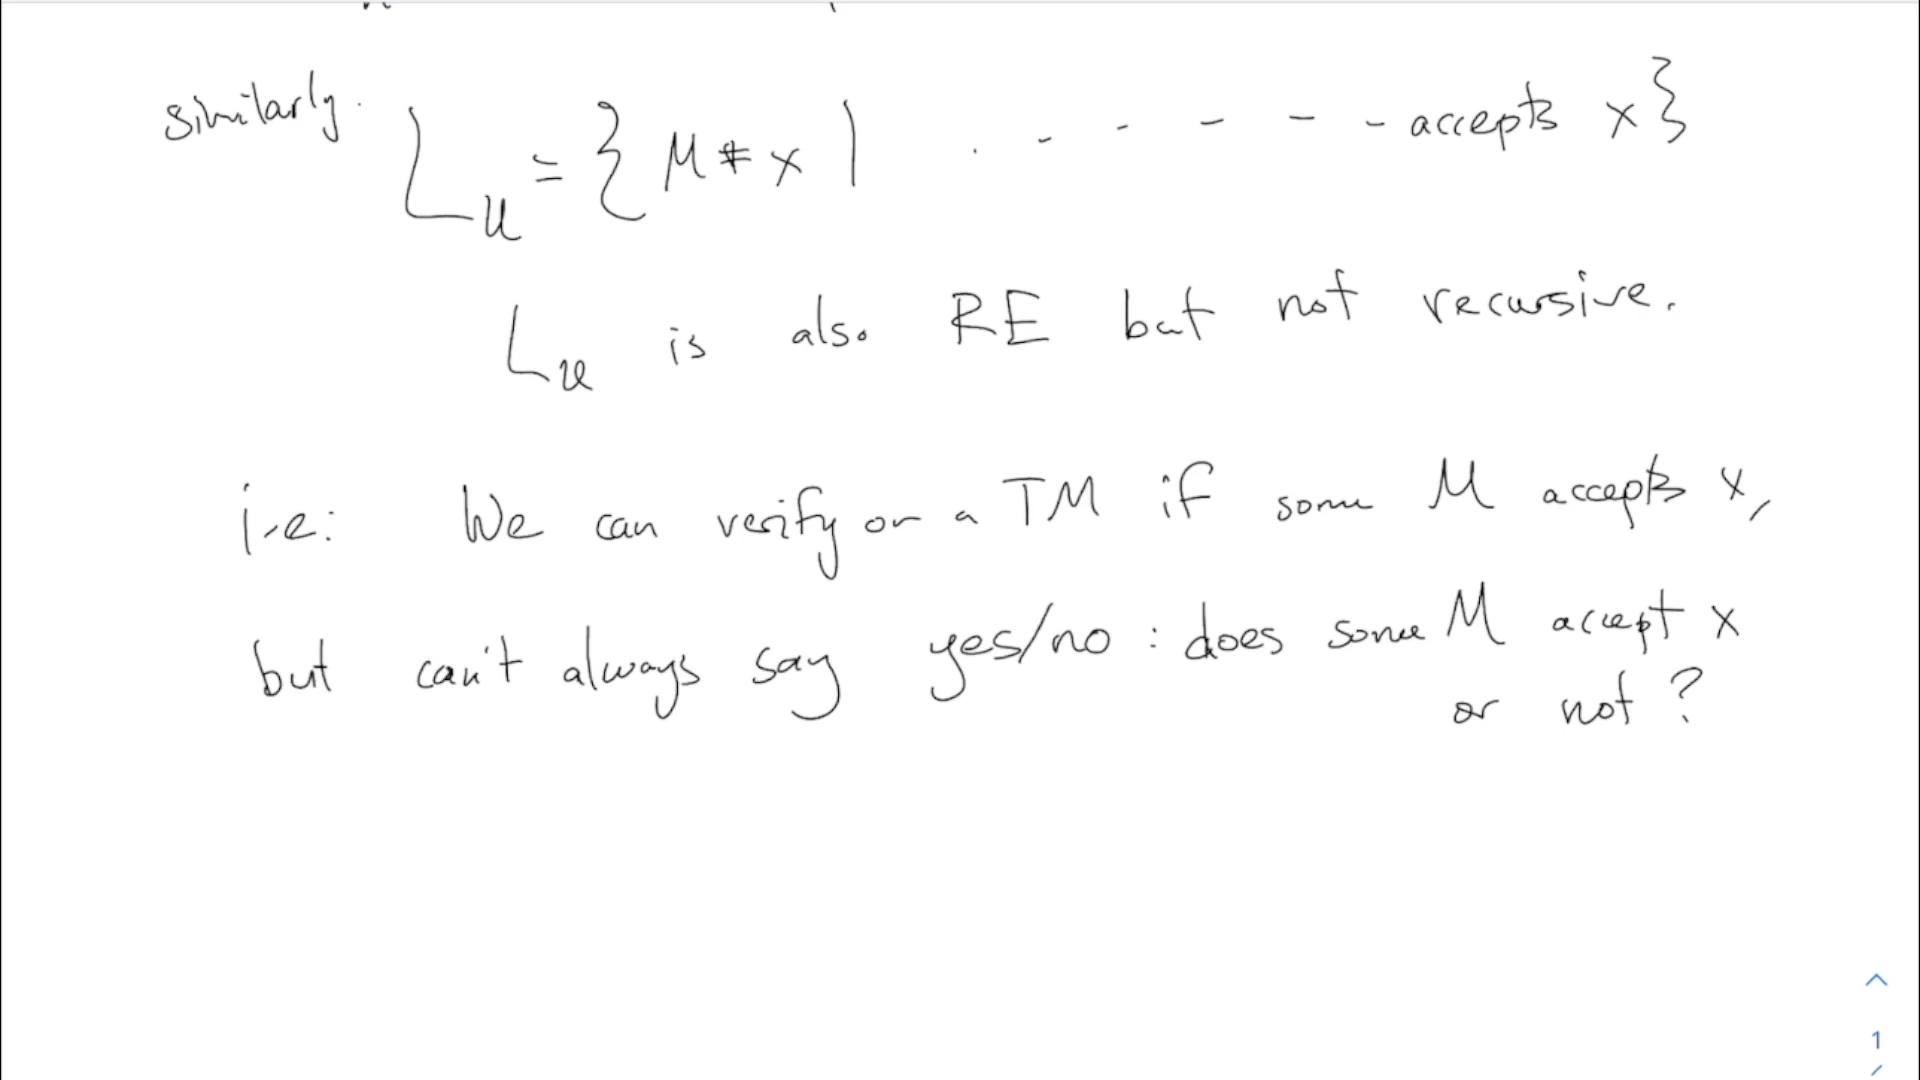 similarly.
L_u = { M # x | . - - - - - accepts x }
L_u is also RE but not recursive.
i.e: We can verify on a TM if some M accepts x,
but can't always say yes/no : does some M accept x
or not ?
1